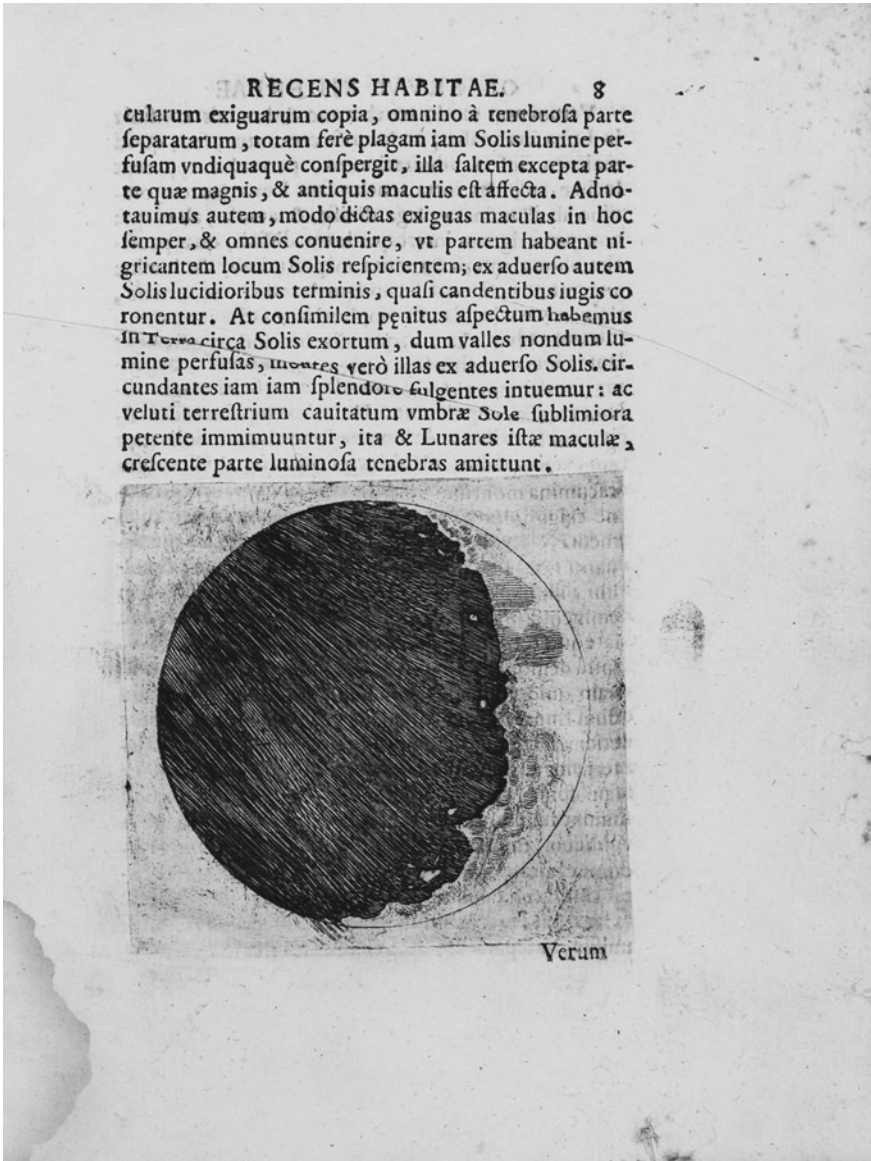 RECENS HABITAE. 8
cularum exiguarum copia, omnino à tenebroſa parte
ſeparatarum, totam ferè plagam iam Solis lumine per-
fuſam vndiquaquè conſpergit, illa ſaltem excepta par-
te quæ magnis, & antiquis maculis eſt affecta. Adno-
tauimus autem, modo dictas exiguas maculas in hoc
ſemper, & omnes conuenire, vt partem habeant ni-
gricantem locum Solis reſpicientem; ex aduerſo autem
Solis lucidioribus terminis, quaſi candentibus iugis co
ronentur. At conſimilem penitus aſpectum habemus
in Terra circa Solis exortum, dum valles nondum lu-
mine perfuſas, montes verò illas ex aduerſo Solis. cir-
cundantes iam iam ſplendore fulgentes intuemur: ac
veluti terreſtrium cauitatum vmbræ Sole ſublimiora
petente immimuuntur, ita & Lunares iſtæ maculæ,
creſcente parte luminoſa tenebras amittunt.
Verum